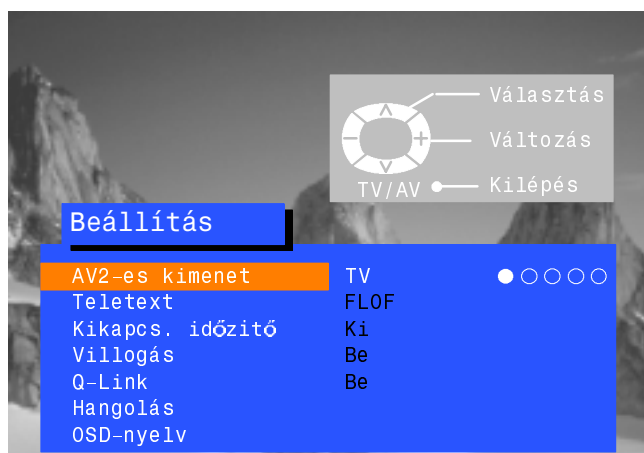 Választás
Változás
TV/AV Kilépés
Beállítás
AV2-es kimenet TV
Teletext FLOF
Kikapcs. időzitő Ki
Villogás Be
Q-Link Be
Hangolás
OSD-nyelv